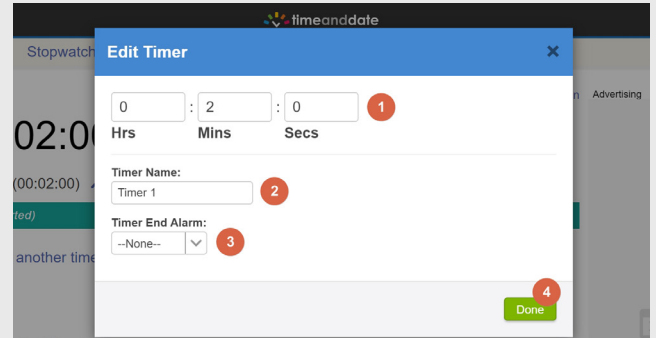 timeanddate
Stopwatch
Edit Timer
×
Advertising
0 : 2 : 0
1
Hrs Mins Secs
02:0
(00:02:00)
Timer Name:
Timer 1
2
ted)
Timer End Alarm:
--None--
3
another time
4
Done